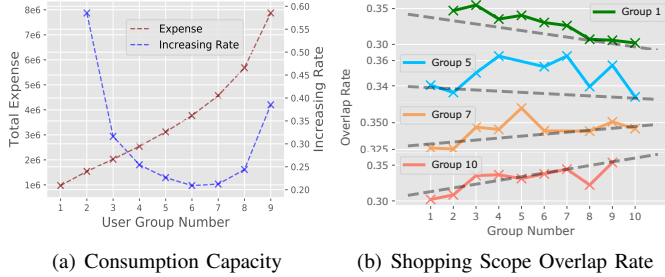 8e6
7e6
6e6
5e6
4e6
3e6
2e6
1e6
Total Expense
Expense
Increasing Rate
0.60
0.55
0.50
0.45
0.40
0.35
0.30
0.25
0.20
Increasing Rate
1 2 3 4 5 6 7 8 9
User Group Number
(a) Consumption Capacity
0.35
0.30
Group 1
0.36
0.34
Group 5
0.350
0.325
Group 7
0.35
0.30
Group 10
Overlap Rate
1 2 3 4 5 6 7 8 9 10
Group Number
(b) Shopping Scope Overlap Rate